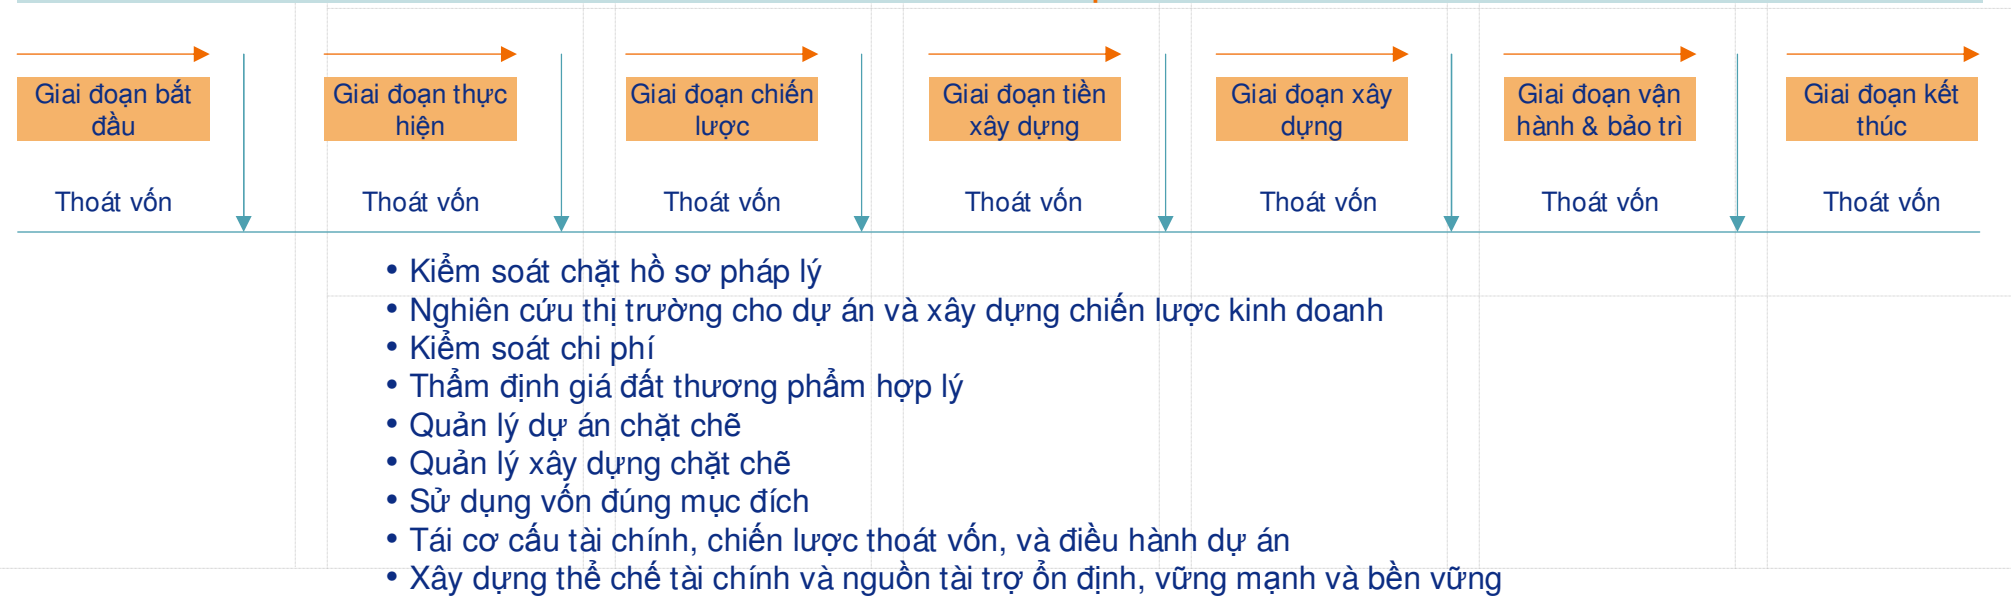 Giai đoạn bắt
đầu
Giai đoạn thực
hiện
Giai đoạn chiến
lược
Giai đoạn tiền
xây dựng
Giai đoạn xây
dựng
Giai đoạn vận
hành & bảo trì
Giai đoạn kết
thúc
Thoát vốn
Thoát vốn
Thoát vốn
Thoát vốn
Thoát vốn
Thoát vốn
Thoát vốn
• Kiểm soát chặt hồ sơ pháp lý
• Nghiên cứu thị trường cho dự án và xây dựng chiến lược kinh doanh
• Kiểm soát chi phí
• Thẩm định giá đất thương phẩm hợp lý
• Quản lý dự án chặt chẽ
• Quản lý xây dựng chặt chẽ
• Sử dụng vốn đúng mục đích
• Tái cơ cấu tài chính, chiến lược thoát vốn, và điều hành dự án
• Xây dựng thể chế tài chính và nguồn tài trợ ổn định, vững mạnh và bền vững